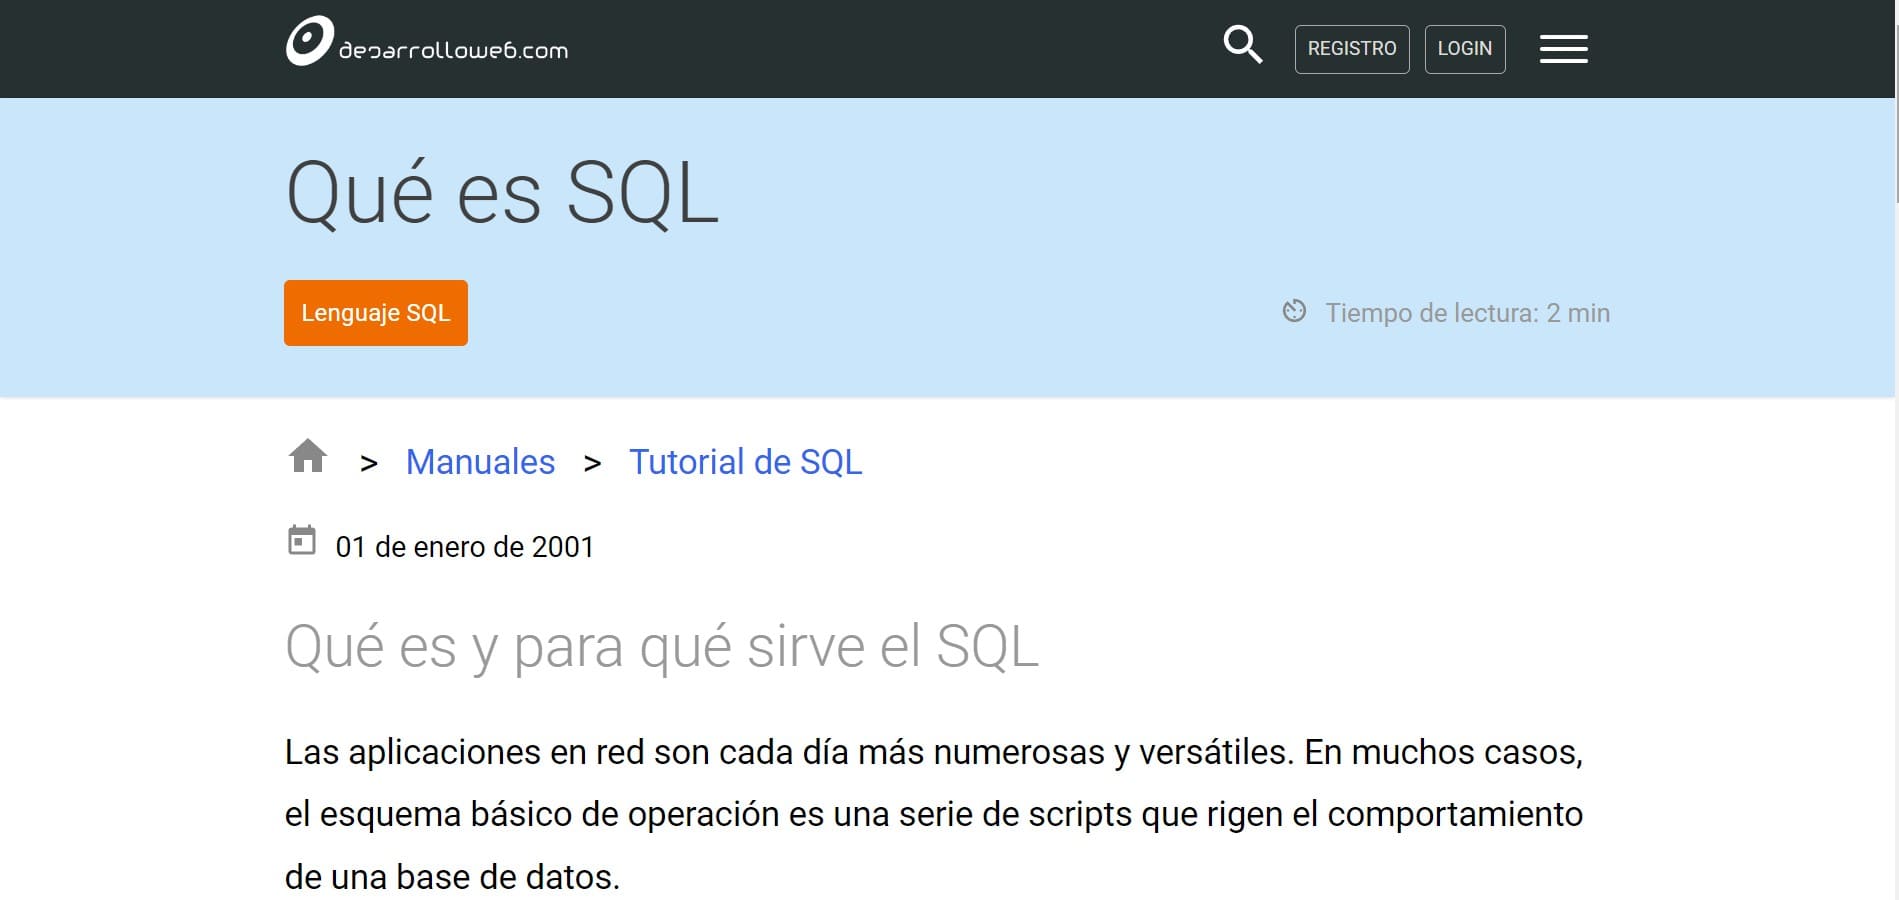 desarrolloweb.com
REGISTRO
LOGIN
Qué es SQL
Lenguaje SQL
Tiempo de lectura: 2 min
> Manuales > Tutorial de SQL
01 de enero de 2001
Qué es y para qué sirve el SQL
Las aplicaciones en red son cada día más numerosas y versátiles. En muchos casos,
el esquema básico de operación es una serie de scripts que rigen el comportamiento
de una base de datos.